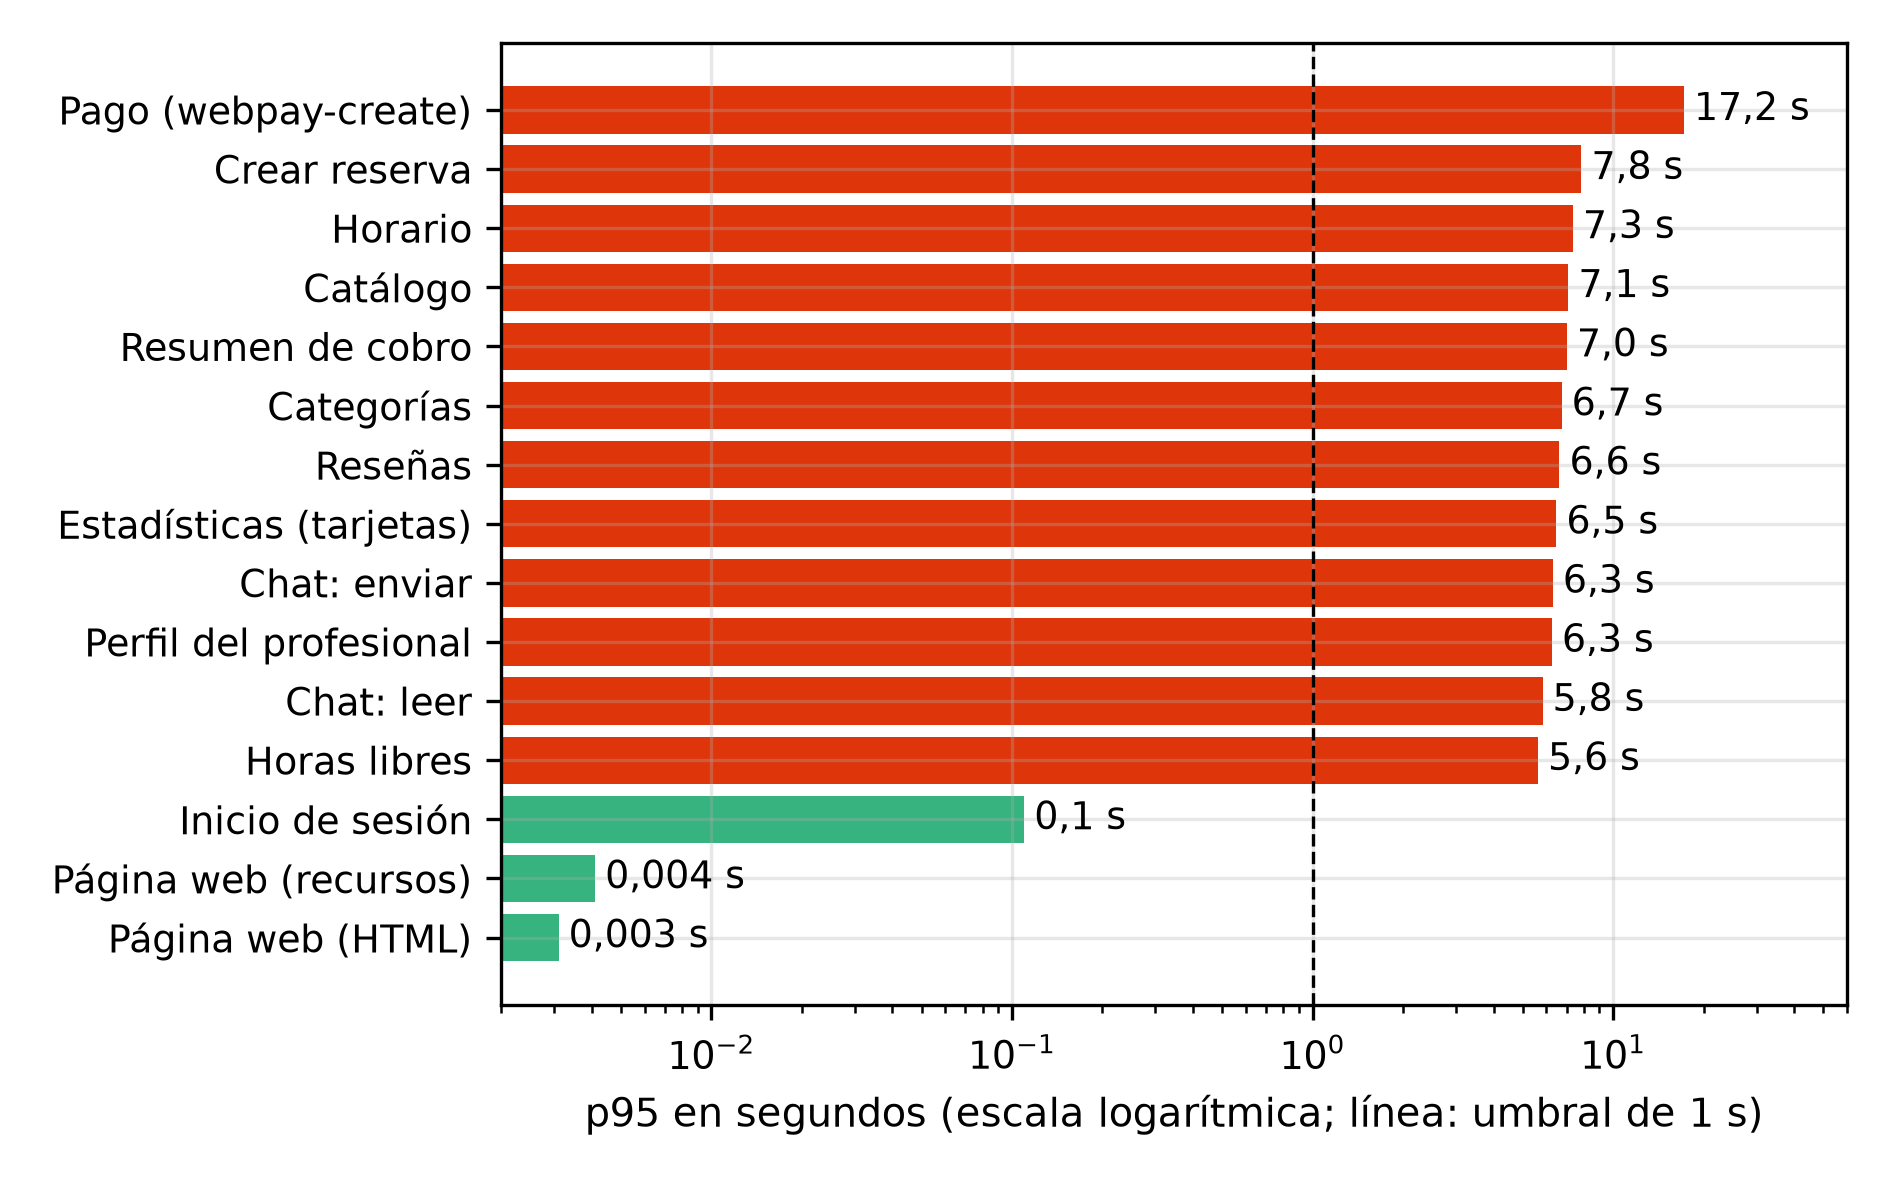 Pago (webpay-create) 17,2 s
Crear reserva 7,8 s
Horario 7,3 s
Catálogo 7,1 s
Resumen de cobro 7,0 s
Categorías 6,7 s
Reseñas 6,6 s
Estadísticas (tarjetas) 6,5 s
Chat: enviar 6,3 s
Perfil del profesional 6,3 s
Chat: leer 5,8 s
Horas libres 5,6 s
Inicio de sesión 0,1 s
Página web (recursos) 0,004 s
Página web (HTML) 0,003 s
10⁻² 10⁻¹ 10⁰ 10¹
p95 en segundos (escala logarítmica; línea: umbral de 1 s)